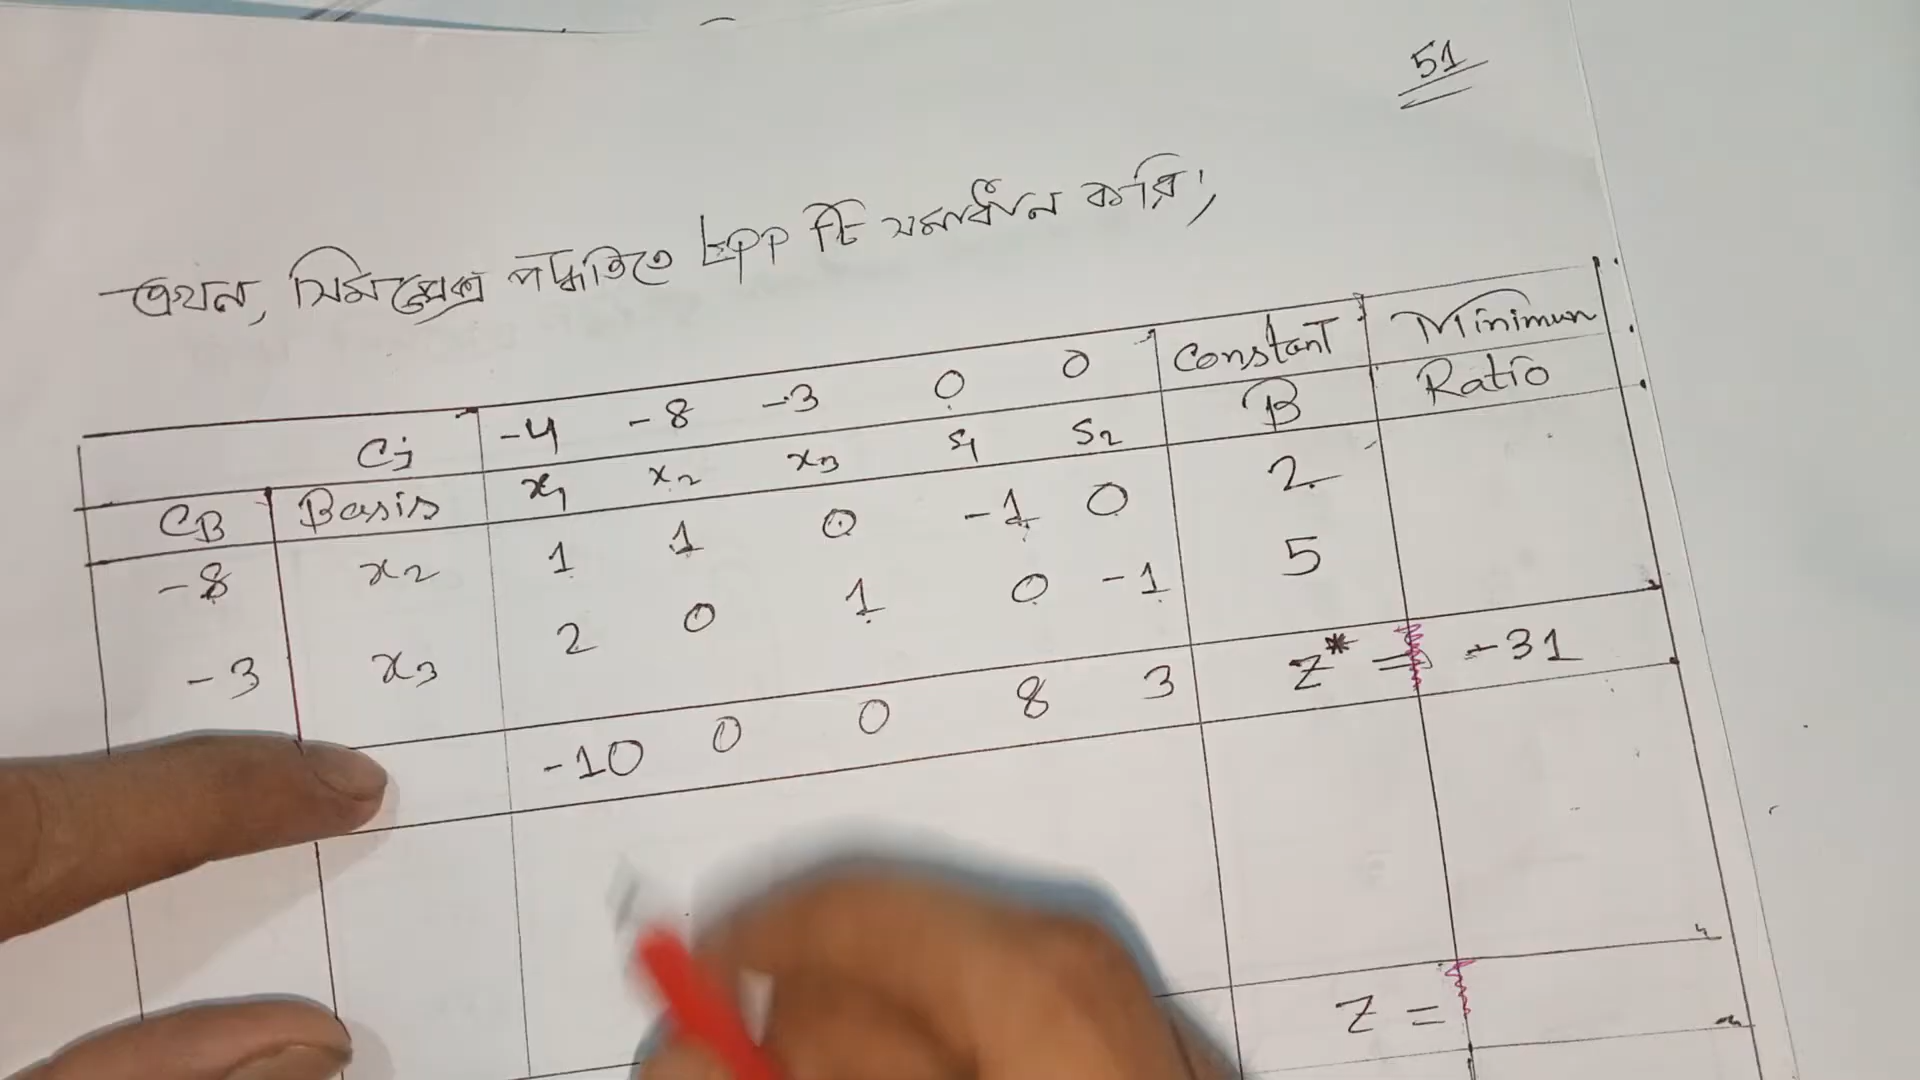 51
এখন, সিমপ্লেক্স পদ্ধতিতে LPP টি সমাধান করি,
Cj -4 -8 -3 0 0 Constant Minimum
CB Basis x1 x2 x3 s1 s2 B Ratio
-8 x2 1 1 0 -1 0 2
-3 x3 2 0 1 0 -1 5
-10 0 0 8 3 Z* = -31
Z =